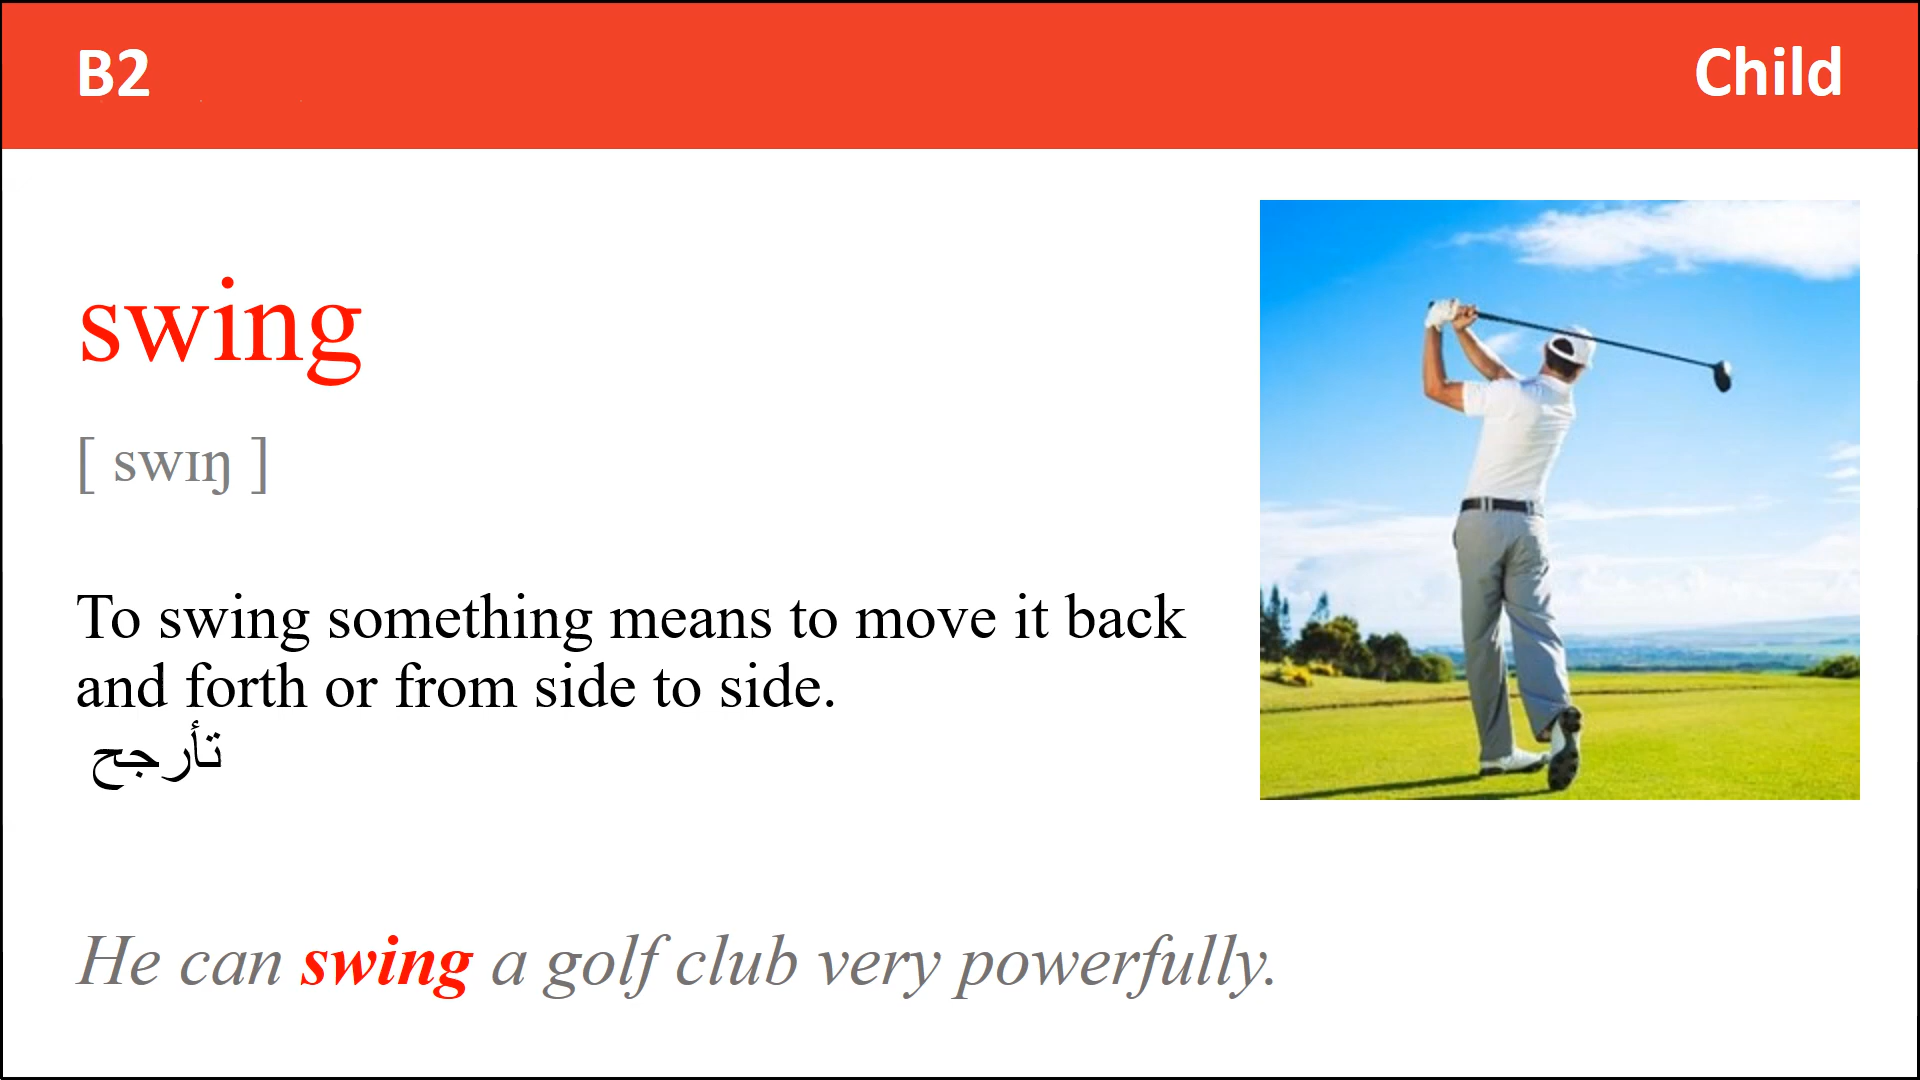 B2
Child
swing
[ swɪŋ ]
To swing something means to move it back
and forth or from side to side.
تأرجح
He can swing a golf club very powerfully.